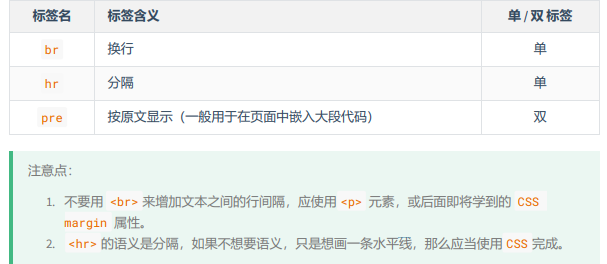 标签名 标签含义 单 / 双 标签
br 换行 单
hr 分隔 单
pre 按原文显示（一般用于在页面中嵌入大段代码） 双
注意点：
1. 不要用 <br> 来增加文本之间的行间隔，应使用 <p> 元素，或后面即将学到的 CSS
margin 属性。
2. <hr> 的语义是分隔，如果不想要语义，只是想画一条水平线，那么应当使用 CSS 完成。